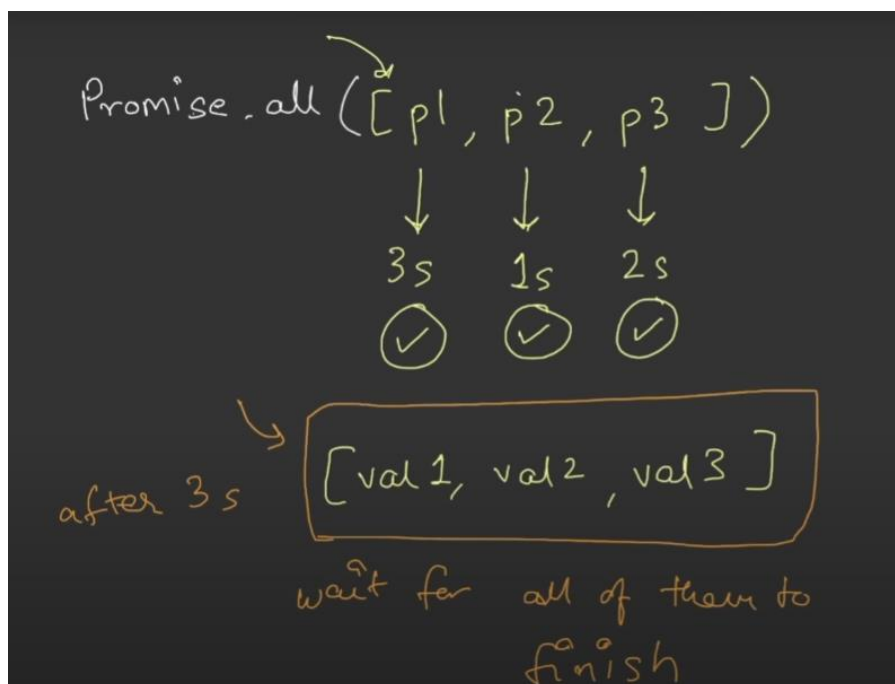 Promise.all([p1, p2, p3])
3s 1s 2s
[val1, val2, val3]
after 3s
wait for all of them to
finish